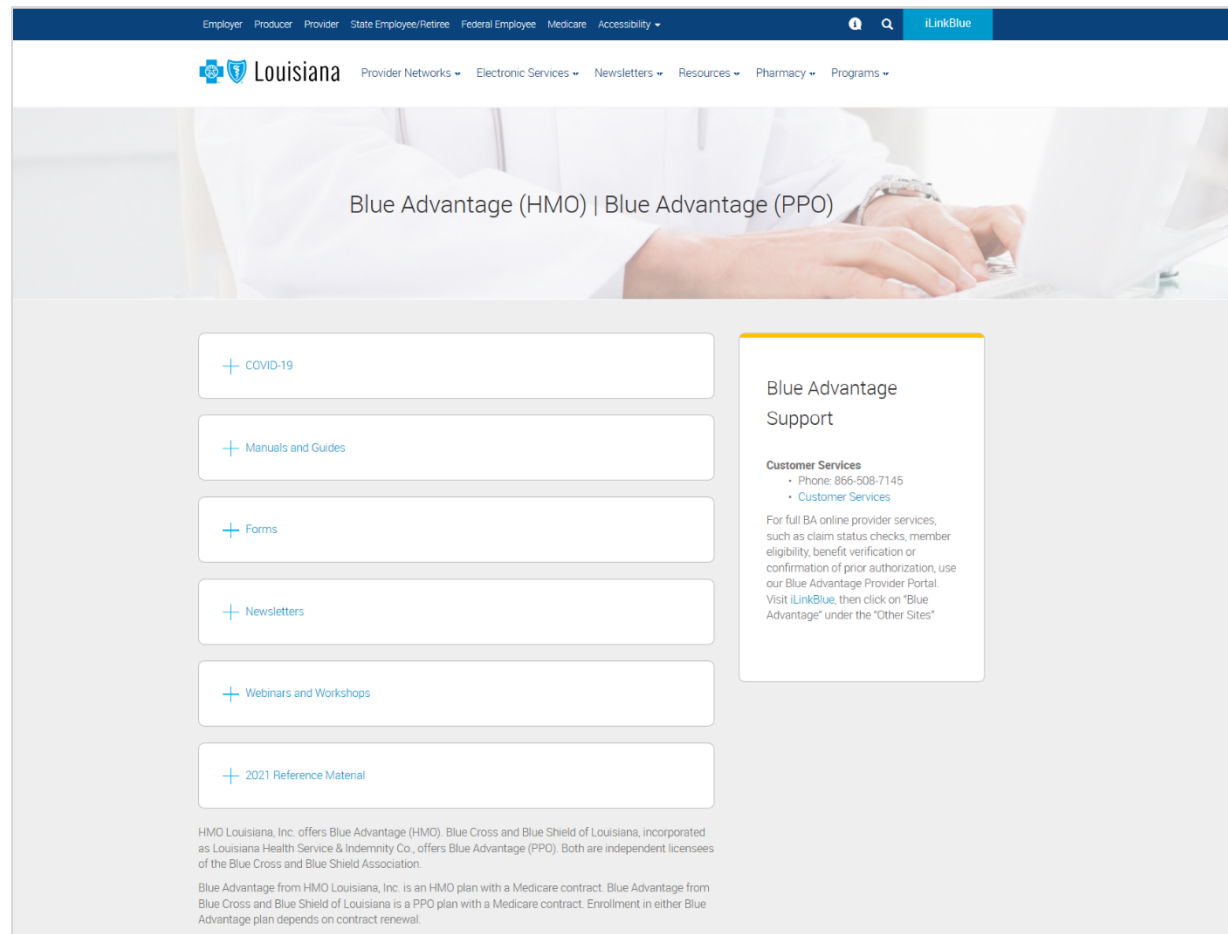 Employer Producer Provider State Employee/Retiree Federal Employee Medicare Accessibility
iLinkBlue
Louisiana
Provider Networks Electronic Services Newsletters Resources Pharmacy Programs
Blue Advantage (HMO) | Blue Advantage (PPO)
COVID-19
Manuals and Guides
Forms
Newsletters
Webinars and Workshops
2021 Reference Material
HMO Louisiana, Inc. offers Blue Advantage (HMO). Blue Cross and Blue Shield of Louisiana, incorporated
as Louisiana Health Service & Indemnity Co., offers Blue Advantage (PPO). Both are independent licensees
of the Blue Cross and Blue Shield Association.
Blue Advantage from HMO Louisiana, Inc. is an HMO plan with a Medicare contract. Blue Advantage from
Blue Cross and Blue Shield of Louisiana is a PPO plan with a Medicare contract. Enrollment in either Blue
Advantage plan depends on contract renewal.
Blue Advantage
Support
Customer Services
• Phone: 866-508-7145
• Customer Services
For full BA online provider services,
such as claim status checks, member
eligibility, benefit verification or
confirmation of prior authorization, use
our Blue Advantage Provider Portal.
Visit iLinkBlue, then click on "Blue
Advantage" under the "Other Sites"